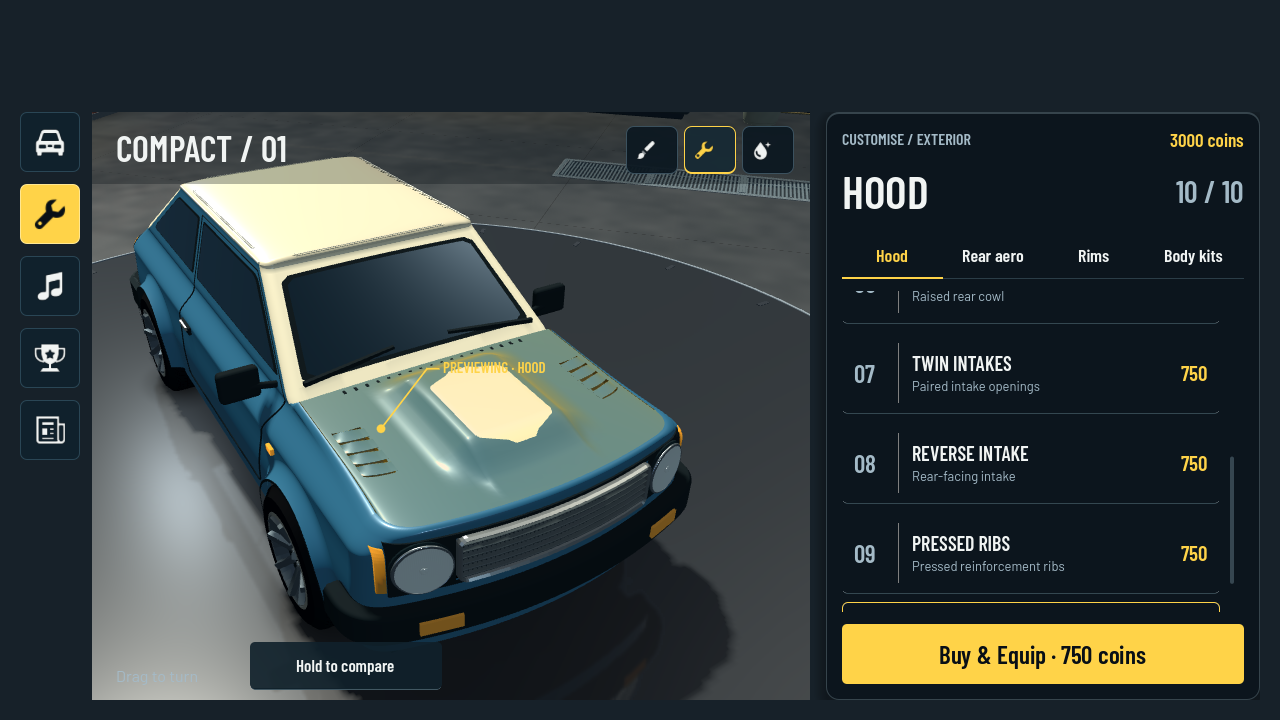 COMPACT / 01
PREVIEWING · HOOD
Drag to turn
Hold to compare
CUSTOMISE / EXTERIOR
3000 coins
HOOD
10 / 10
Hood
Rear aero
Rims
Body kits
Raised rear cowl
07
TWIN INTAKES
Paired intake openings
750
08
REVERSE INTAKE
Rear-facing intake
750
09
PRESSED RIBS
Pressed reinforcement ribs
750
Buy & Equip · 750 coins